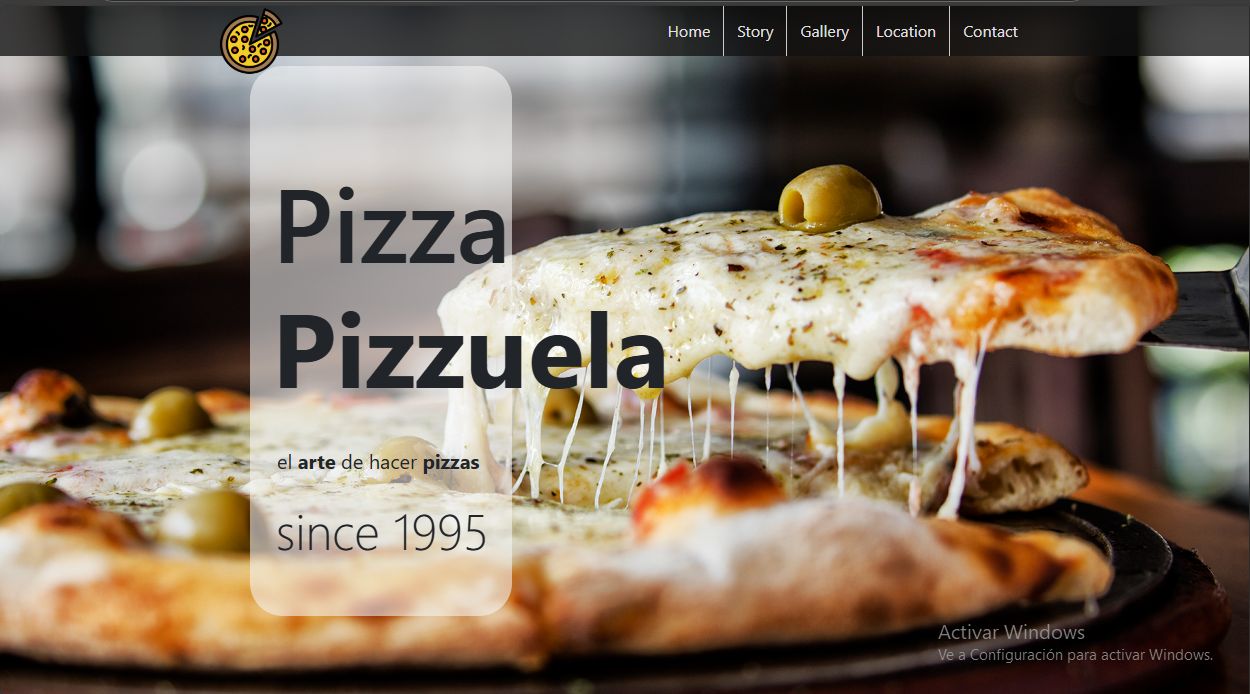 Home Story Gallery Location Contact
Pizza
Pizzuela
el arte de hacer pizzas
since 1995
Activar Windows
Ve a Configuración para activar Windows.